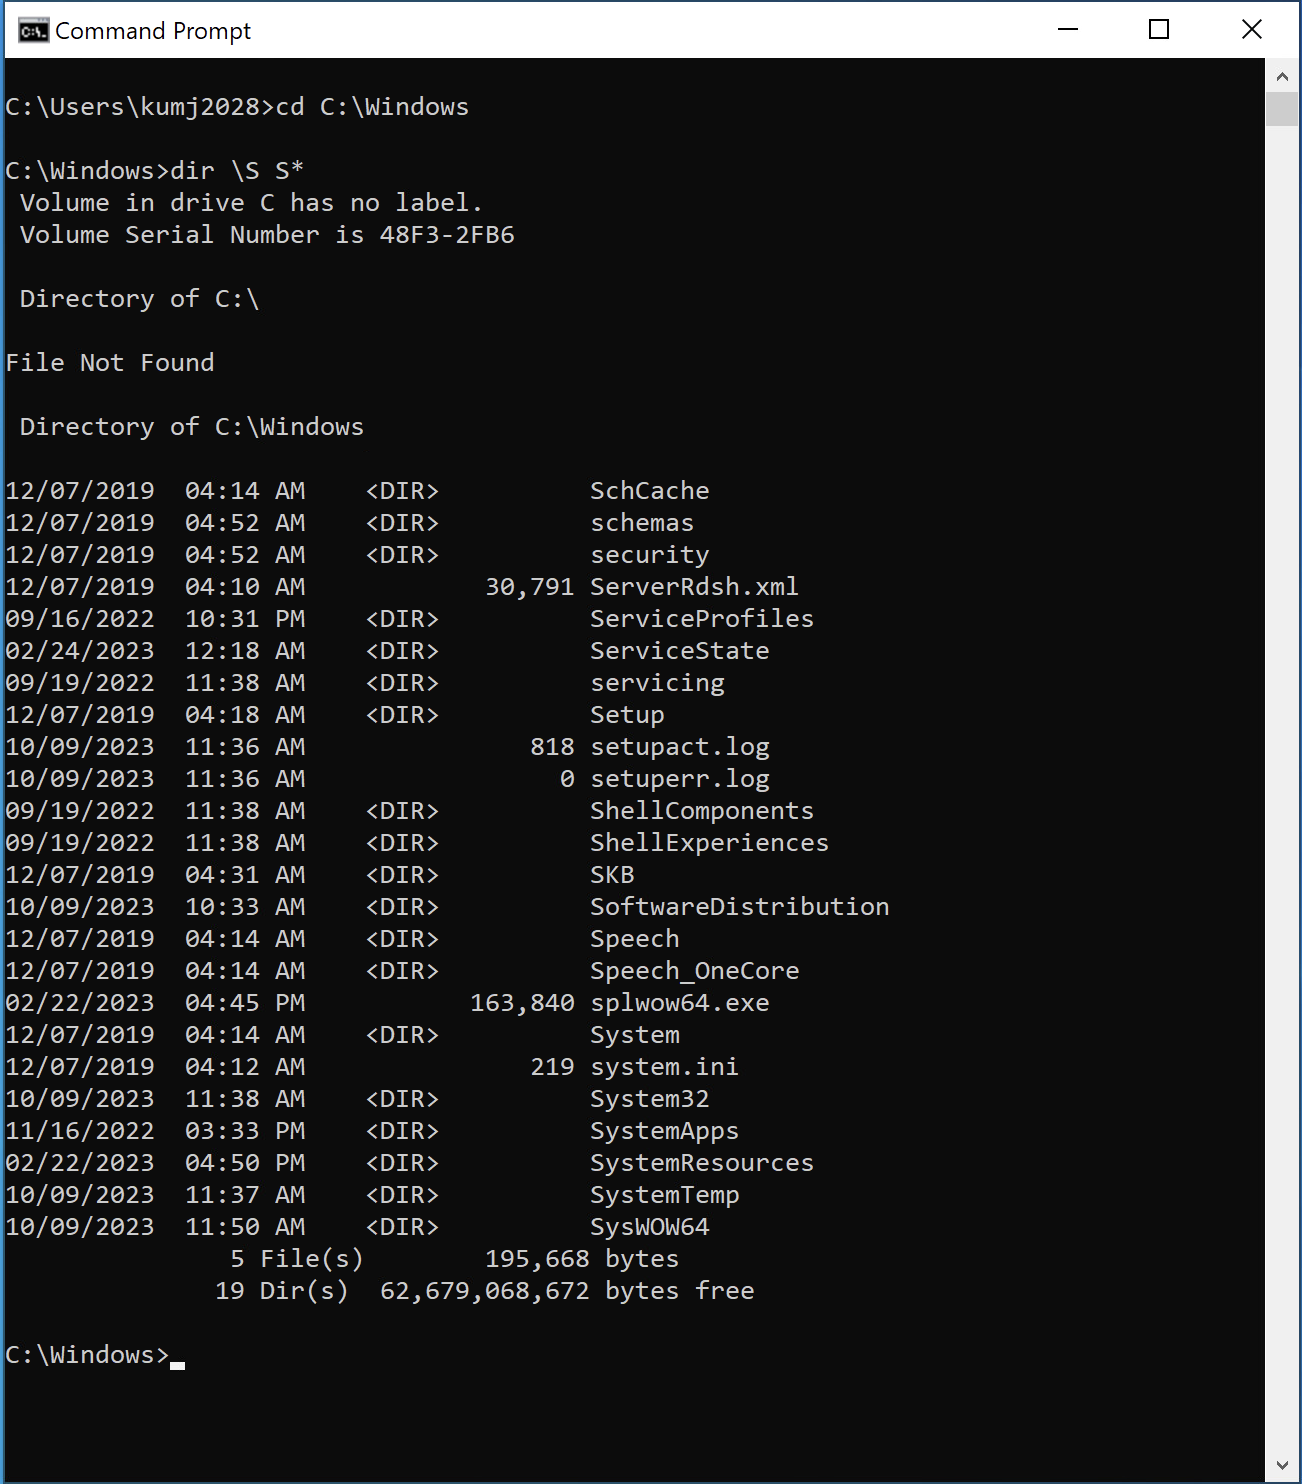 Command Prompt
C:\Users\kumj2028>cd C:\Windows
C:\Windows>dir \S S*
 Volume in drive C has no label.
 Volume Serial Number is 48F3-2FB6
 Directory of C:\
File Not Found
 Directory of C:\Windows
12/07/2019  04:14 AM    <DIR>          SchCache
12/07/2019  04:52 AM    <DIR>          schemas
12/07/2019  04:52 AM    <DIR>          security
12/07/2019  04:10 AM            30,791 ServerRdsh.xml
09/16/2022  10:31 PM    <DIR>          ServiceProfiles
02/24/2023  12:18 AM    <DIR>          ServiceState
09/19/2022  11:38 AM    <DIR>          servicing
12/07/2019  04:18 AM    <DIR>          Setup
10/09/2023  11:36 AM               818 setupact.log
10/09/2023  11:36 AM                 0 setuperr.log
09/19/2022  11:38 AM    <DIR>          ShellComponents
09/19/2022  11:38 AM    <DIR>          ShellExperiences
12/07/2019  04:31 AM    <DIR>          SKB
10/09/2023  10:33 AM    <DIR>          SoftwareDistribution
12/07/2019  04:14 AM    <DIR>          Speech
12/07/2019  04:14 AM    <DIR>          Speech_OneCore
02/22/2023  04:45 PM           163,840 splwow64.exe
12/07/2019  04:14 AM    <DIR>          System
12/07/2019  04:12 AM               219 system.ini
10/09/2023  11:38 AM    <DIR>          System32
11/16/2022  03:33 PM    <DIR>          SystemApps
02/22/2023  04:50 PM    <DIR>          SystemResources
10/09/2023  11:37 AM    <DIR>          SystemTemp
10/09/2023  11:50 AM    <DIR>          SysWOW64
               5 File(s)        195,668 bytes
              19 Dir(s)  62,679,068,672 bytes free
C:\Windows>